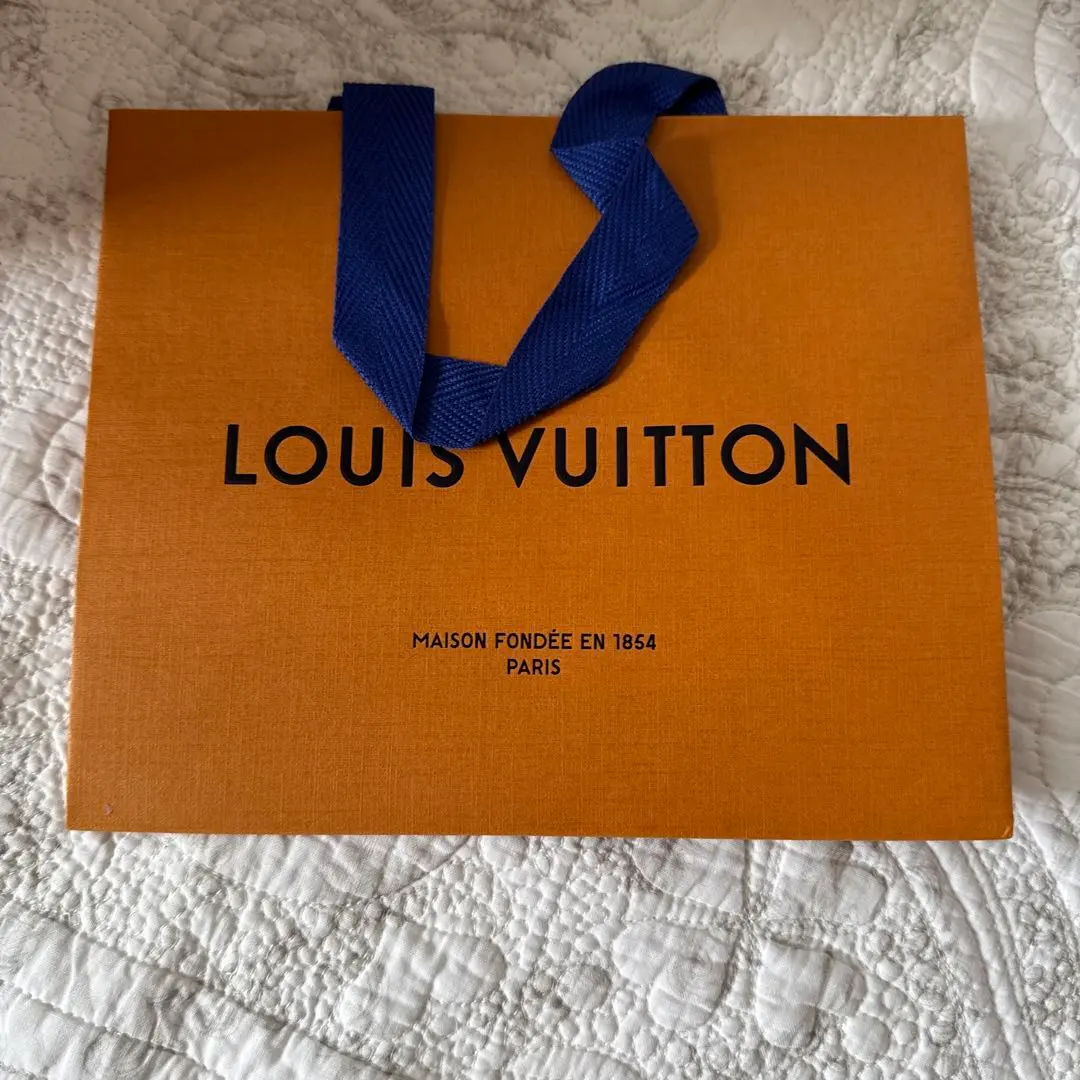 LOUIS VUITTON
MAISON FONDÉE EN 1854
PARIS